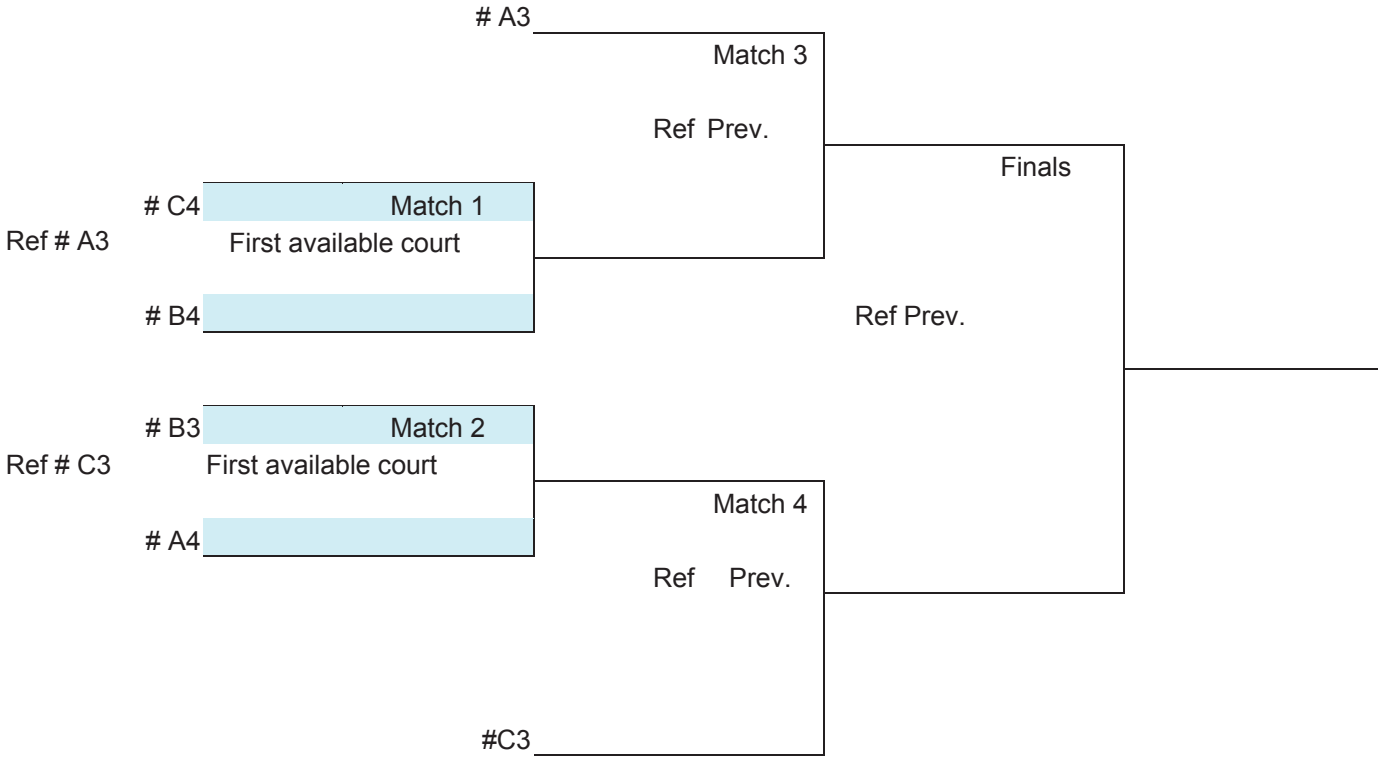 # A3
Match 3
Ref Prev.
Finals
# C4 Match 1
Ref # A3 First available court
# B4 Ref Prev.
# B3 Match 2
Ref # C3 First available court
Match 4
# A4
Ref Prev.
#C3